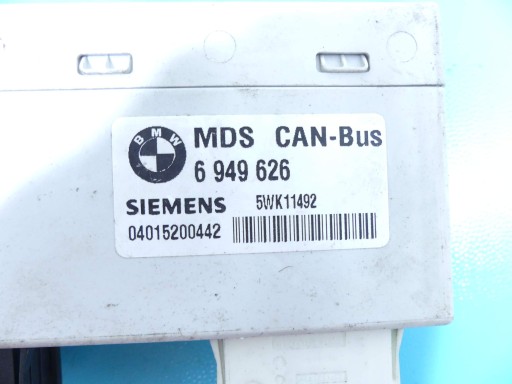 BMW MDS CAN-Bus
6 949 626
SIEMENS 5WK11492
04015200442